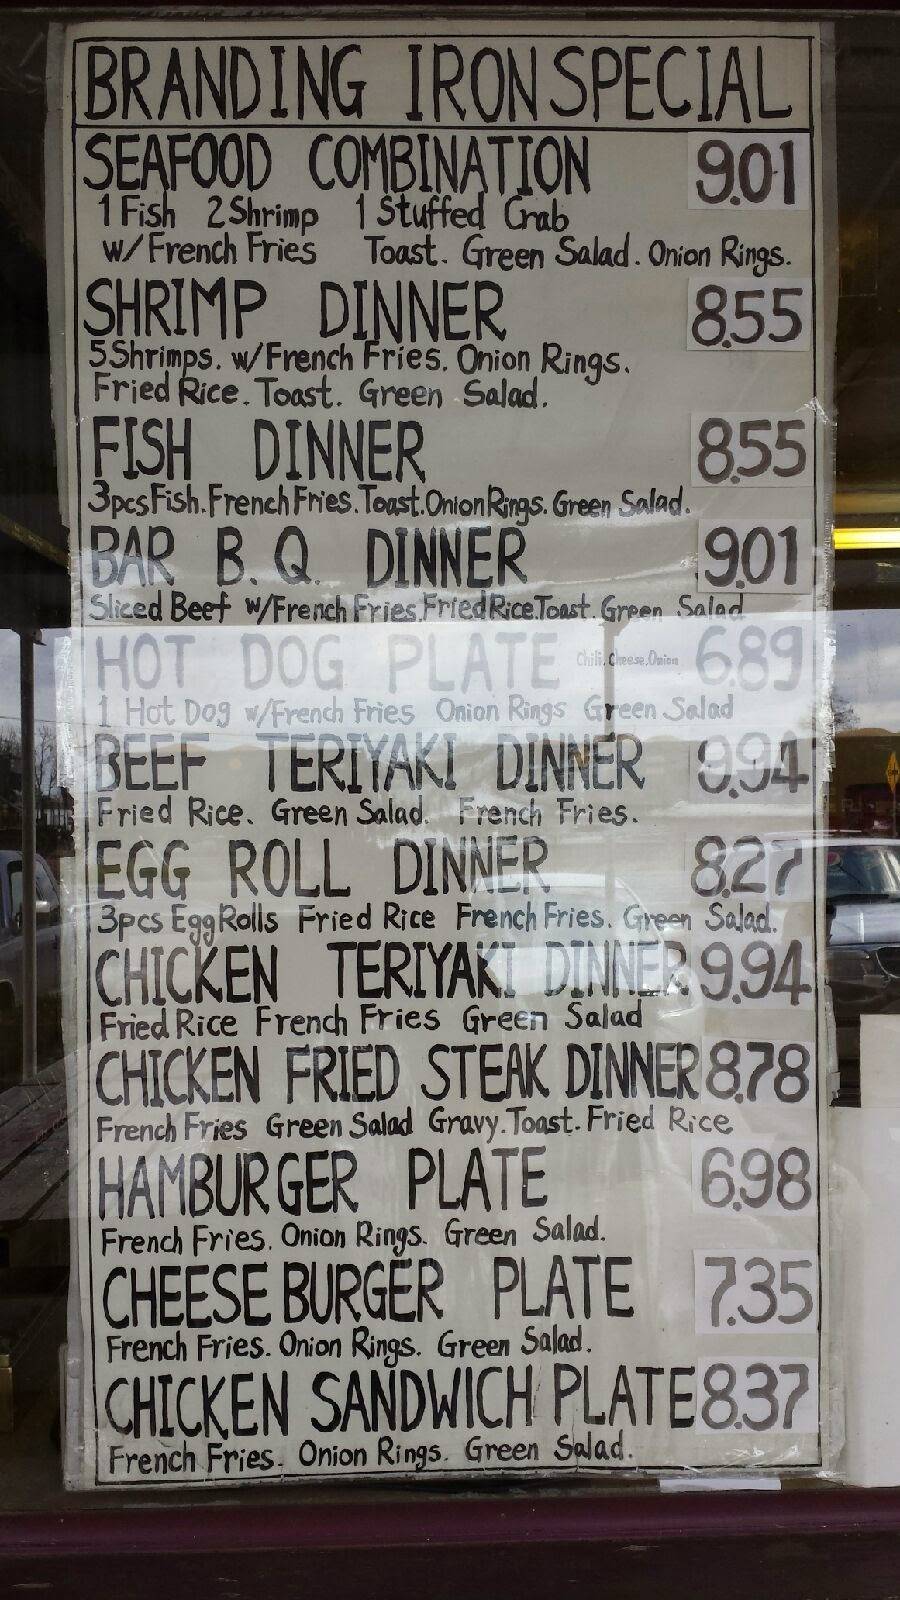 BRANDING IRON SPECIAL
SEAFOOD COMBINATION 9.01
1 Fish 2 Shrimp 1 Stuffed Crab
w/ French Fries Toast. Green Salad. Onion Rings.
SHRIMP DINNER 8.55
5 Shrimps. w/ French Fries. Onion Rings.
Fried Rice. Toast. Green Salad.
FISH DINNER 8.55
3pcs Fish. French Fries. Toast. Onion Rings. Green Salad.
BAR B. Q. DINNER 9.01
Sliced Beef w/French Fries Fried Rice. Toast. Green Salad
HOT DOG PLATE Chili, Cheese, Onion 6.89
1 Hot Dog w/French Fries Onion Rings Green Salad
BEEF TERIYAKI DINNER 9.94
Fried Rice. Green Salad. French Fries.
EGG ROLL DINNER 8.27
3pcs Egg Rolls Fried Rice French Fries. Green Salad.
CHICKEN TERIYAKI DINNER 9.94
Fried Rice French Fries Green Salad
CHICKEN FRIED STEAK DINNER 8.78
French Fries Green Salad Gravy. Toast. Fried Rice
HAMBURGER PLATE 6.98
French Fries. Onion Rings. Green Salad.
CHEESE BURGER PLATE 7.35
French Fries. Onion Rings. Green Salad.
CHICKEN SANDWICH PLATE 8.37
French Fries. Onion Rings. Green Salad.